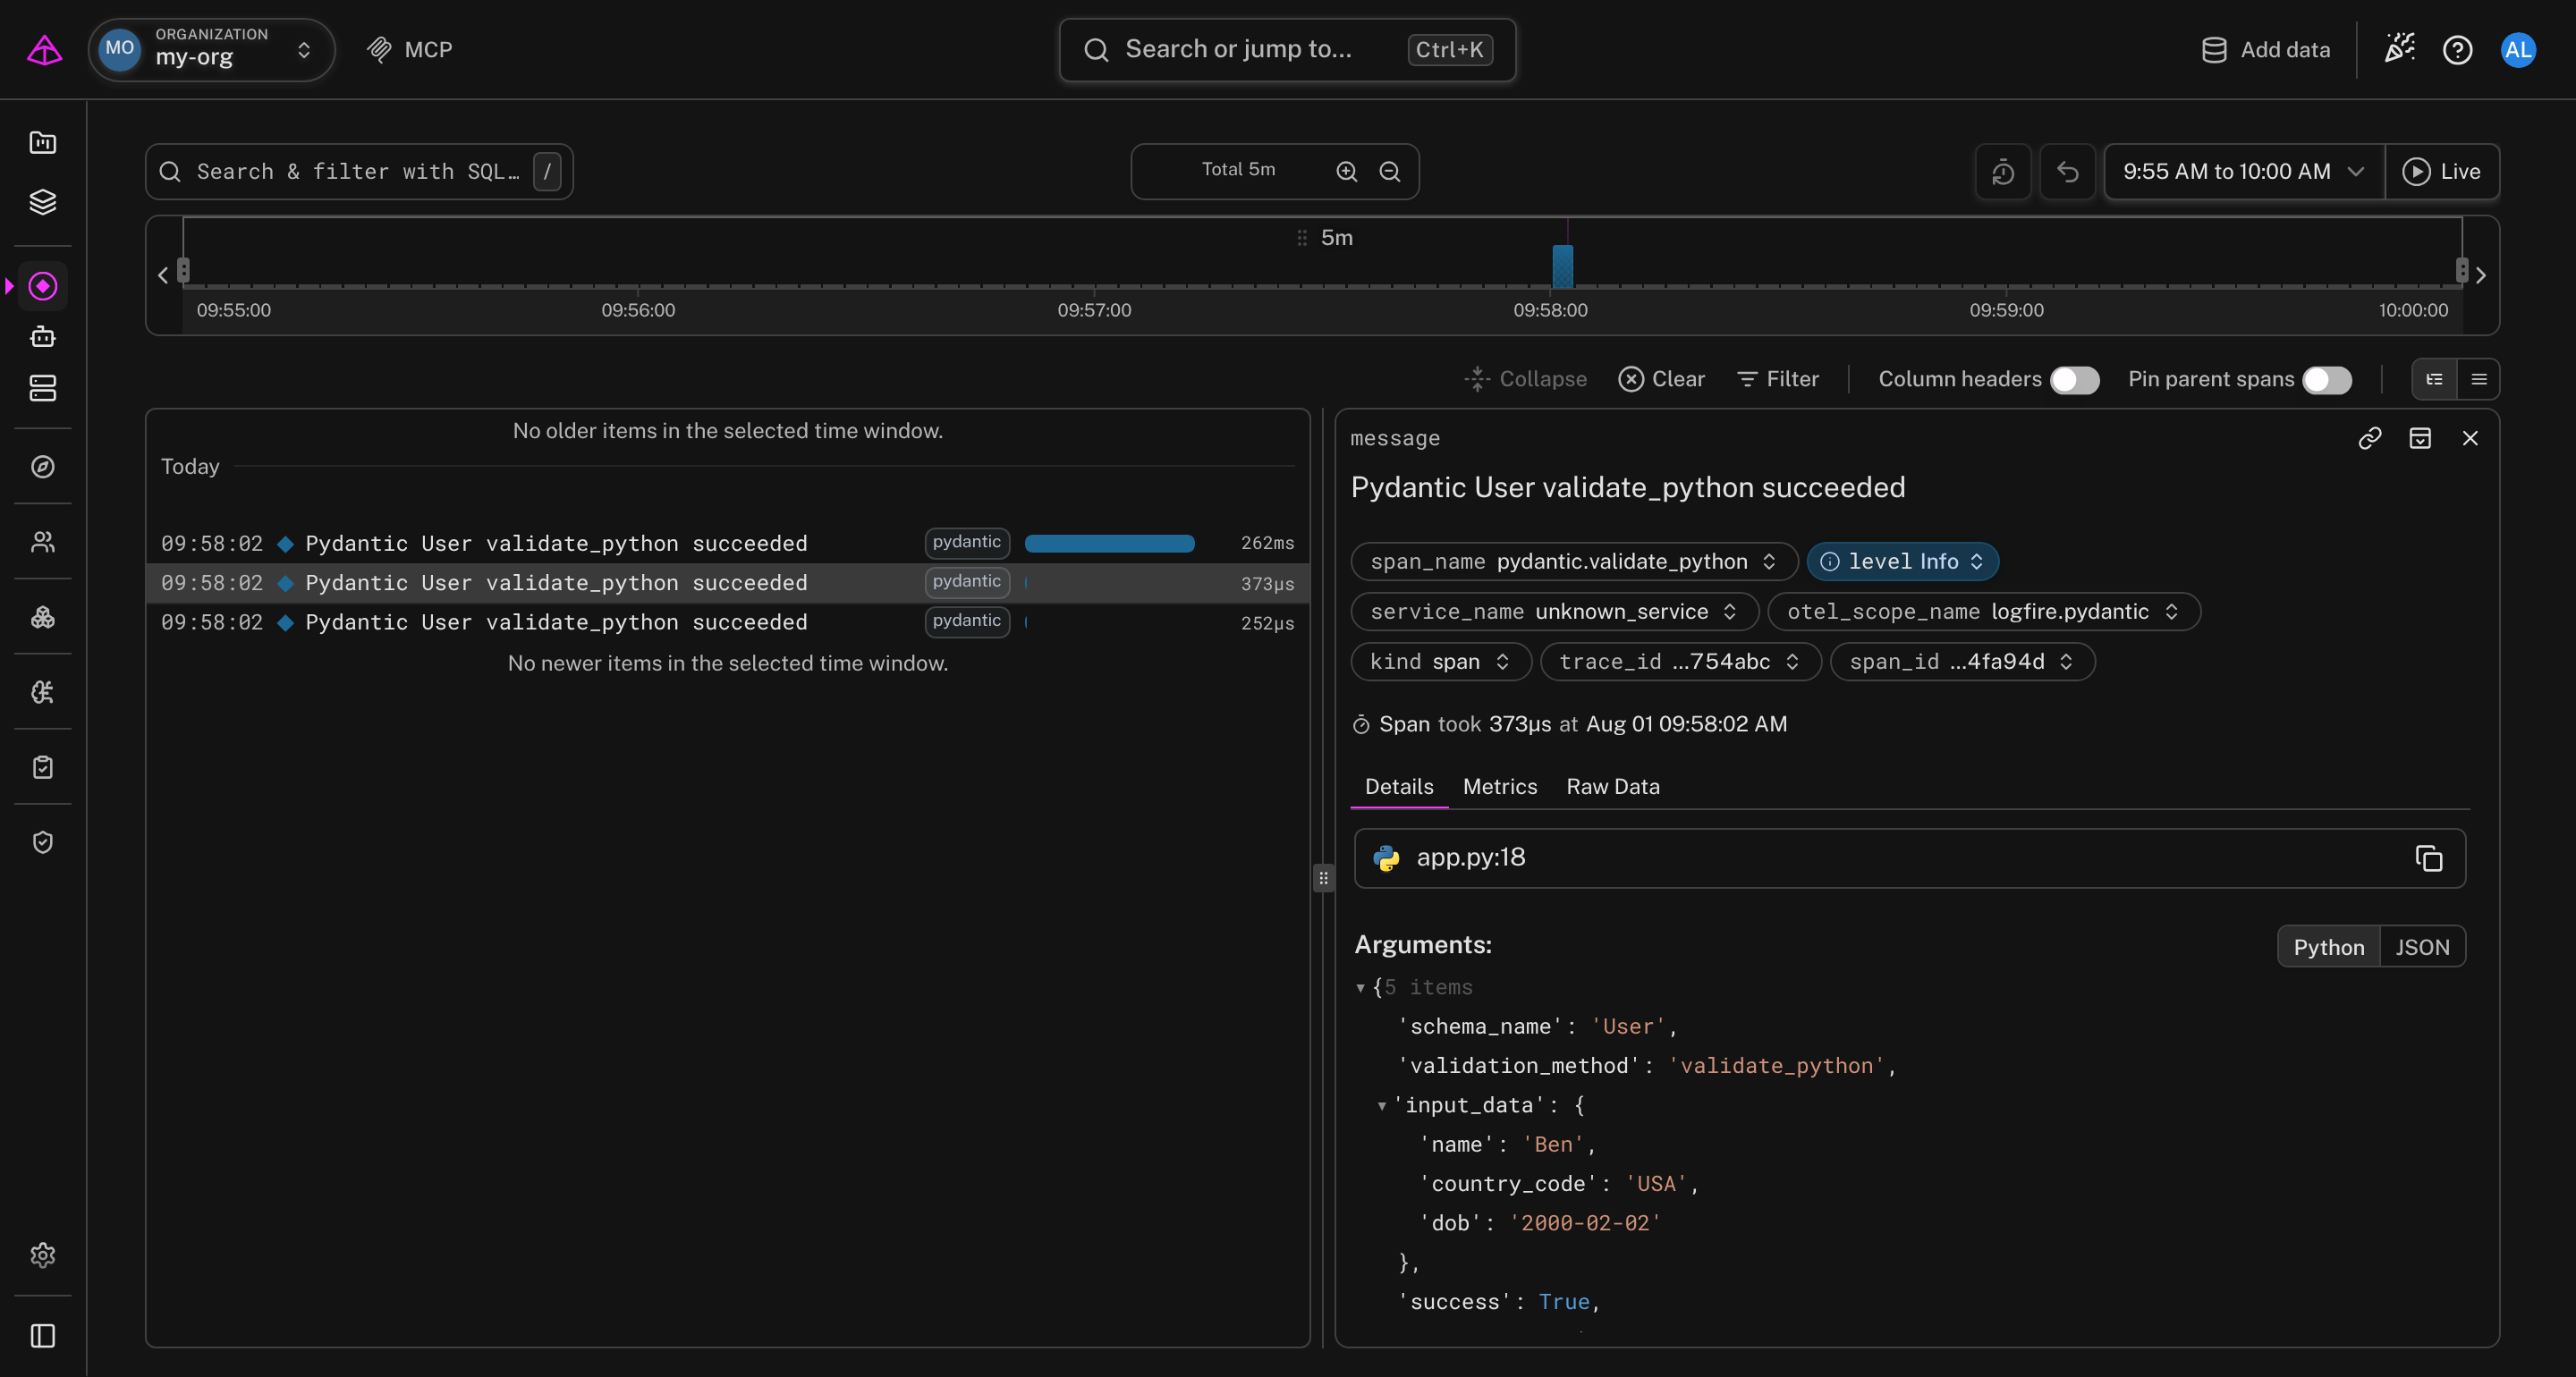 MO
ORGANIZATION
my-org
MCP
Search or jump to...
Ctrl+K
Add data
AL
Search & filter with SQL…
/
Total 5m
9:55 AM to 10:00 AM
Live
5m
09:55:00
09:56:00
09:57:00
09:58:00
09:59:00
10:00:00
Collapse
Clear
Filter
Column headers
Pin parent spans
No older items in the selected time window.
Today
09:58:02 Pydantic User validate_python succeeded pydantic 262ms
09:58:02 Pydantic User validate_python succeeded pydantic 373µs
09:58:02 Pydantic User validate_python succeeded pydantic 252µs
No newer items in the selected time window.
message
Pydantic User validate_python succeeded
span_name pydantic.validate_python
level Info
service_name unknown_service
otel_scope_name logfire.pydantic
kind span
trace_id ...754abc
span_id ...4fa94d
Span took 373µs at Aug 01 09:58:02 AM
Details
Metrics
Raw Data
app.py:18
Arguments:
Python
JSON
{5 items
'schema_name': 'User',
'validation_method': 'validate_python',
'input_data': {
'name': 'Ben',
'country_code': 'USA',
'dob': '2000-02-02'
},
'success': True,